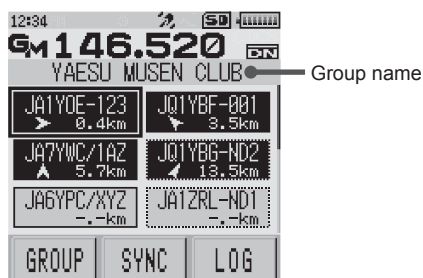 12:34 SD
GM 146.520 DN
YAESU MUSEN CLUB Group name
JA1YOE-123 JQ1YBF-001
0.4km 3.5km
JA7YWC/1AZ JQ1YBG-ND2
5.7km 13.5km
JA6YPC/XYZ JA1ZRL-ND1
-.-km -.-km
GROUP SYNC LOG